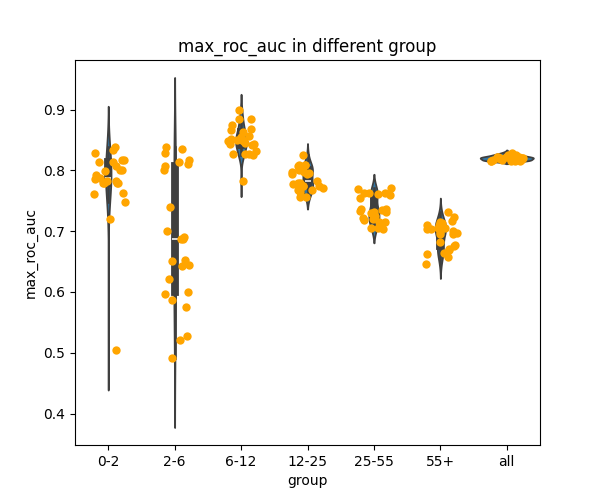 max_roc_auc in different group
max_roc_auc
0.9
0.8
0.7
0.6
0.5
0.4
0-2 2-6 6-12 12-25 25-55 55+ all
group